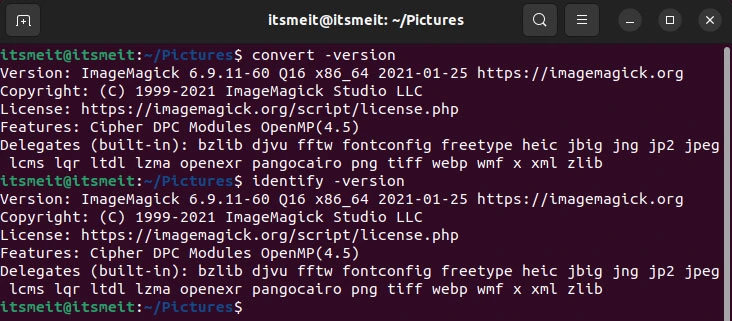 itsmeit@itsmeit: ~/Pictures
itsmeit@itsmeit:~/Pictures$ convert -version
Version: ImageMagick 6.9.11-60 Q16 x86_64 2021-01-25 https://imagemagick.org
Copyright: (C) 1999-2021 ImageMagick Studio LLC
License: https://imagemagick.org/script/license.php
Features: Cipher DPC Modules OpenMP(4.5)
Delegates (built-in): bzlib djvu fftw fontconfig freetype heic jbig jng jp2 jpeg
 lcms lqr ltdl lzma openexr pangocairo png tiff webp wmf x xml zlib
itsmeit@itsmeit:~/Pictures$ identify -version
Version: ImageMagick 6.9.11-60 Q16 x86_64 2021-01-25 https://imagemagick.org
Copyright: (C) 1999-2021 ImageMagick Studio LLC
License: https://imagemagick.org/script/license.php
Features: Cipher DPC Modules OpenMP(4.5)
Delegates (built-in): bzlib djvu fftw fontconfig freetype heic jbig jng jp2 jpeg
 lcms lqr ltdl lzma openexr pangocairo png tiff webp wmf x xml zlib
itsmeit@itsmeit:~/Pictures$